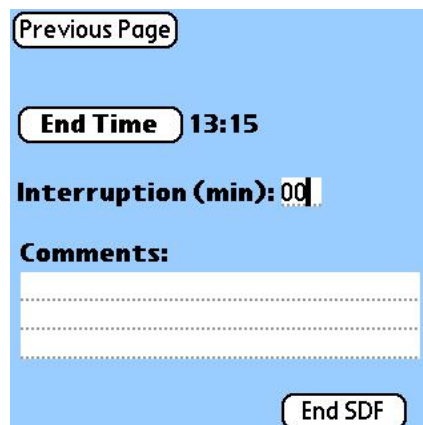 Previous Page
End Time 13:15
Interruption (min): 00
Comments:
End SDF